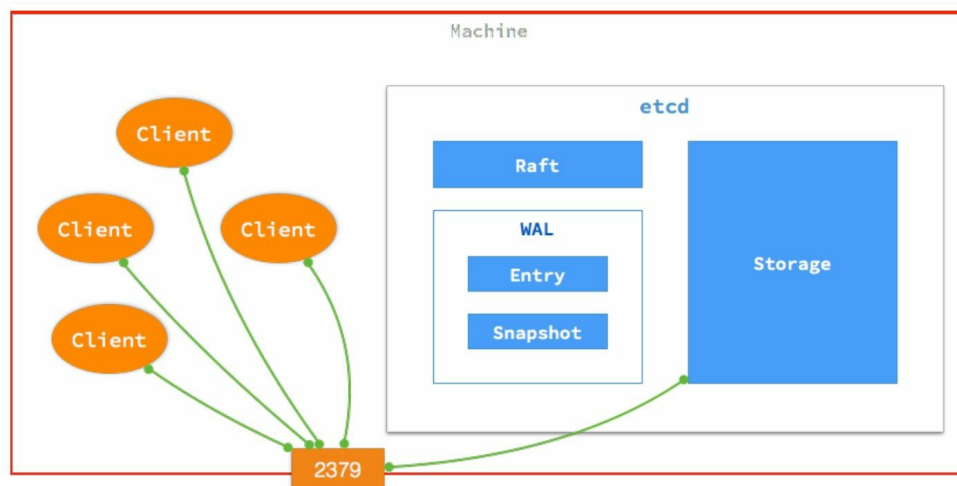 Machine
etcd
Client
Raft
Client
Client
WAL
Storage
Entry
Client
Snapshot
2379